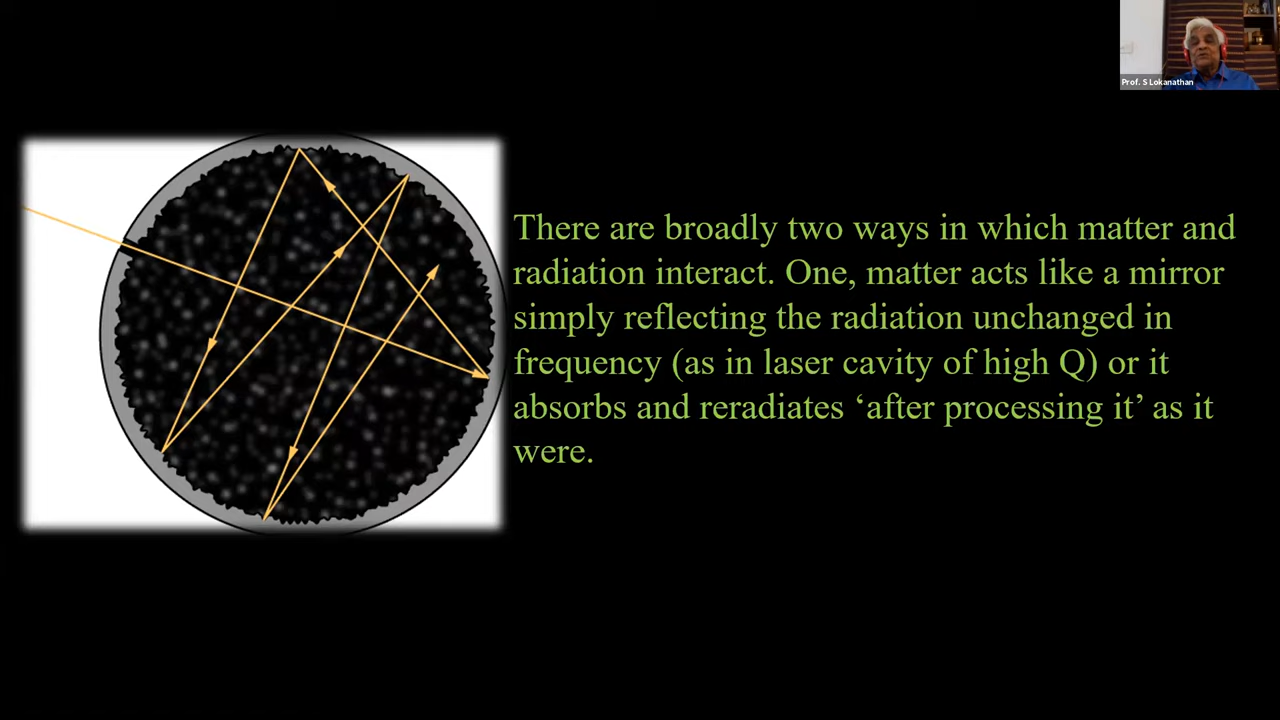 Prof. S Lokanathan
There are broadly two ways in which matter and
radiation interact. One, matter acts like a mirror
simply reflecting the radiation unchanged in
frequency (as in laser cavity of high Q) or it
absorbs and reradiates ‘after processing it’ as it
were.